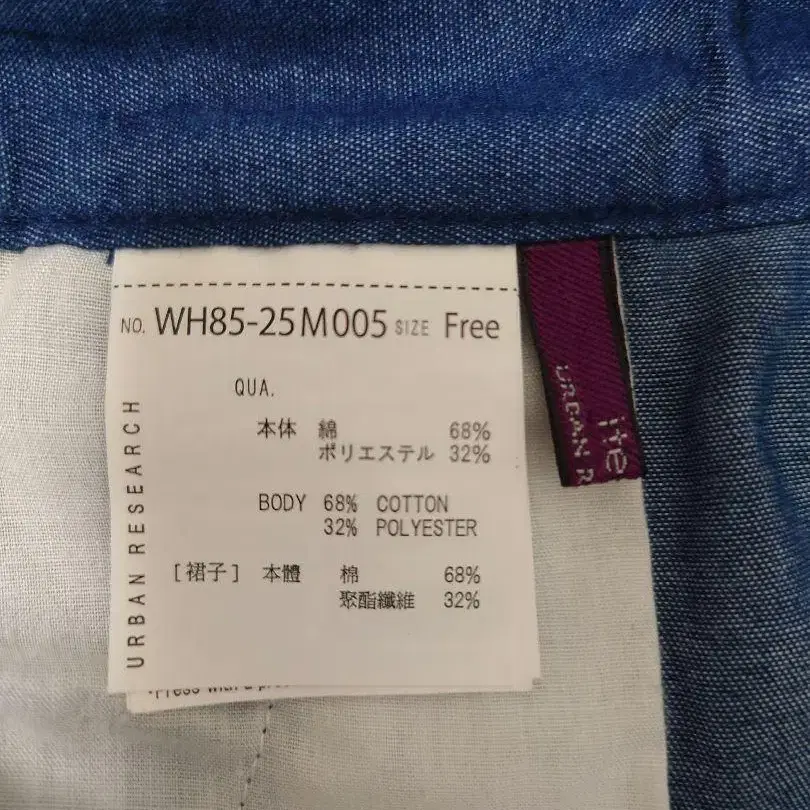 NO. WH85-25M005 SIZE Free
QUA.
本体 綿 68%
ポリエステル 32%
BODY 68% COTTON
32% POLYESTER
[裙子] 本體 棉 68%
聚酯纖維 32%
URBAN RESEARCH
ite
URBAN R